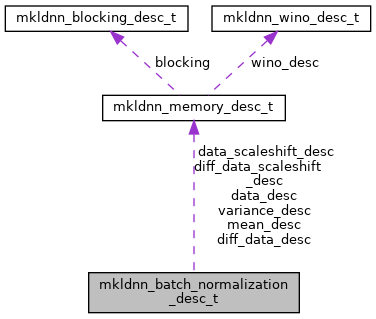 mkldnn_blocking_desc_t
mkldnn_wino_desc_t
blocking
wino_desc
mkldnn_memory_desc_t
data_scaleshift_desc
diff_data_scaleshift
_desc
data_desc
variance_desc
mean_desc
diff_data_desc
mkldnn_batch_normalization
_desc_t